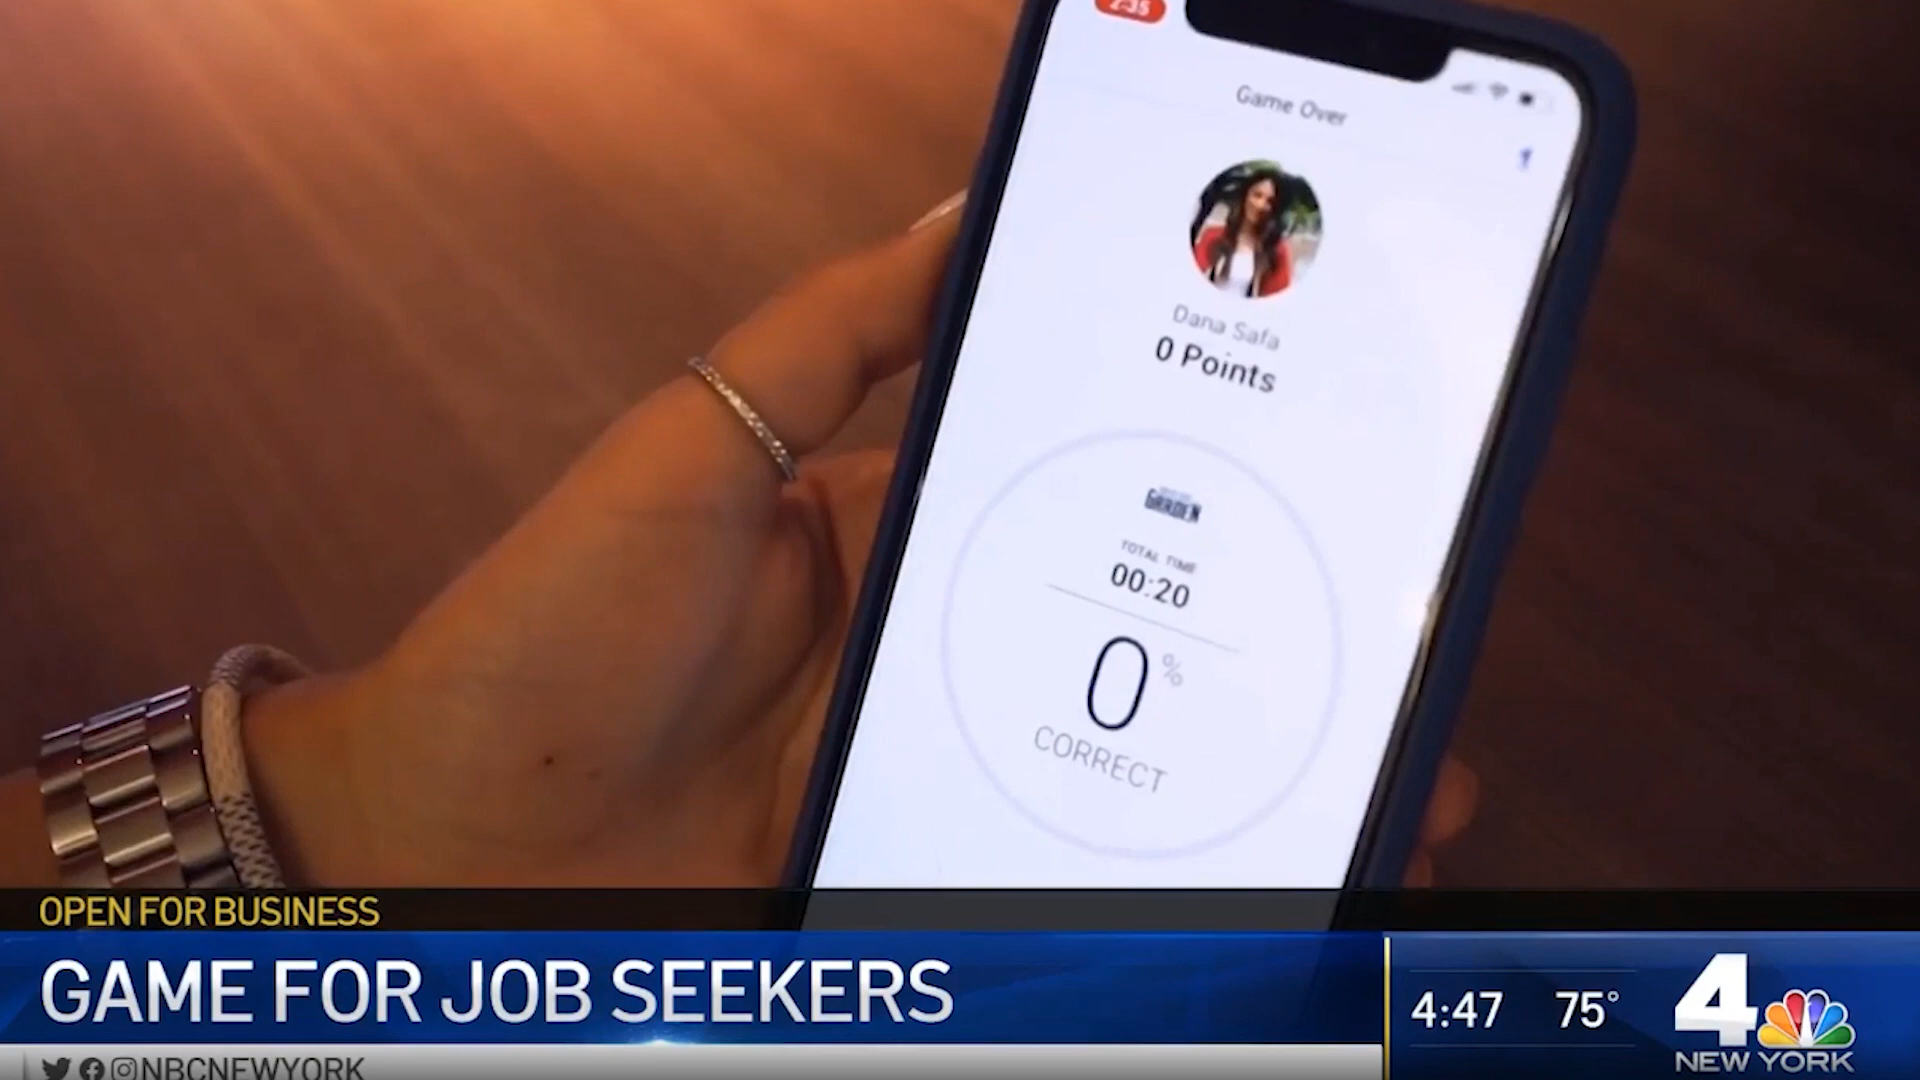 2:35
Game Over
Dana Safa
0 Points
GARDEN
TOTAL TIME
00:20
0 %
CORRECT
OPEN FOR BUSINESS
GAME FOR JOB SEEKERS
4:47 75°
4
NEW YORK
NBCNEWYORK